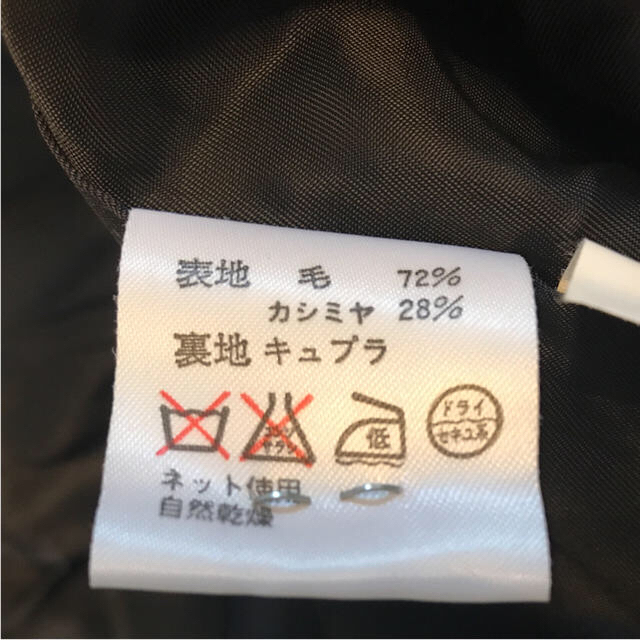 表地 毛 72%
カシミヤ 28%
裏地 キュプラ
低
ドライ
セキユ系
ネット使用
自然乾燥